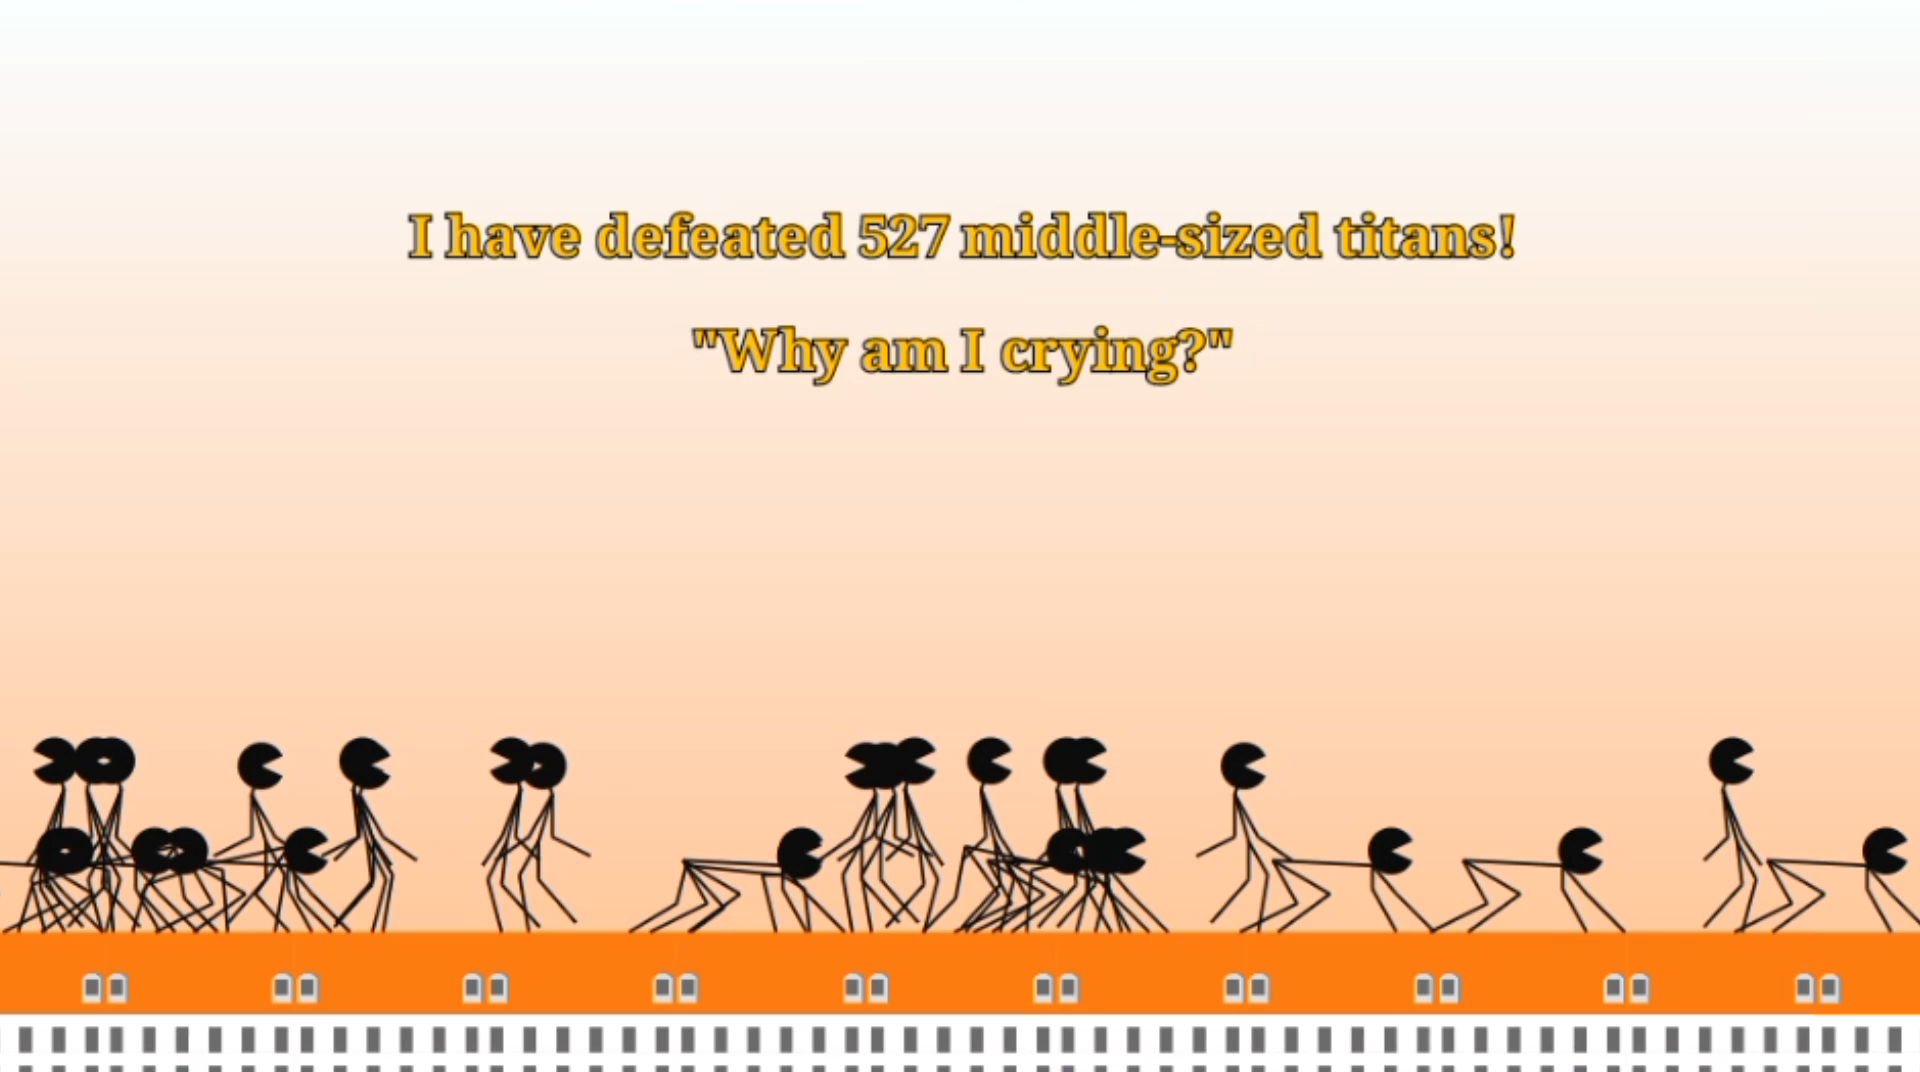 I have defeated 527 middle-sized titans!
"Why am I crying?"